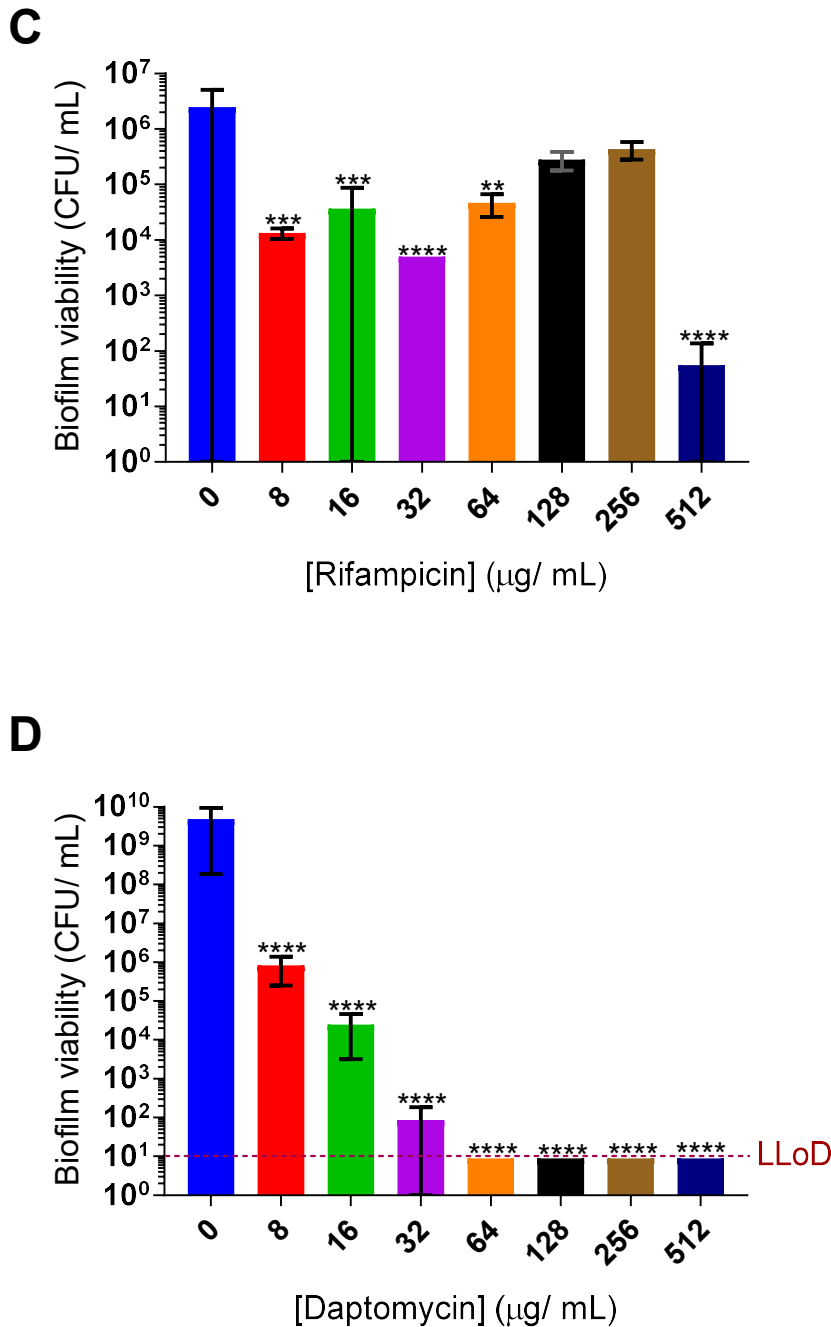 C
Biofilm viability (CFU/ mL)
10⁷
10⁶
10⁵
10⁴
10³
10²
10¹
10⁰
***
***
****
**
****
0 8 16 32 64 128 256 512
[Rifampicin] (μg/ mL)
D
Biofilm viability (CFU/ mL)
10¹⁰
10⁹
10⁸
10⁷
10⁶
10⁵
10⁴
10³
10²
10¹
10⁰
****
****
****
**** **** **** ****
LLoD
0 8 16 32 64 128 256 512
[Daptomycin] (μg/ mL)